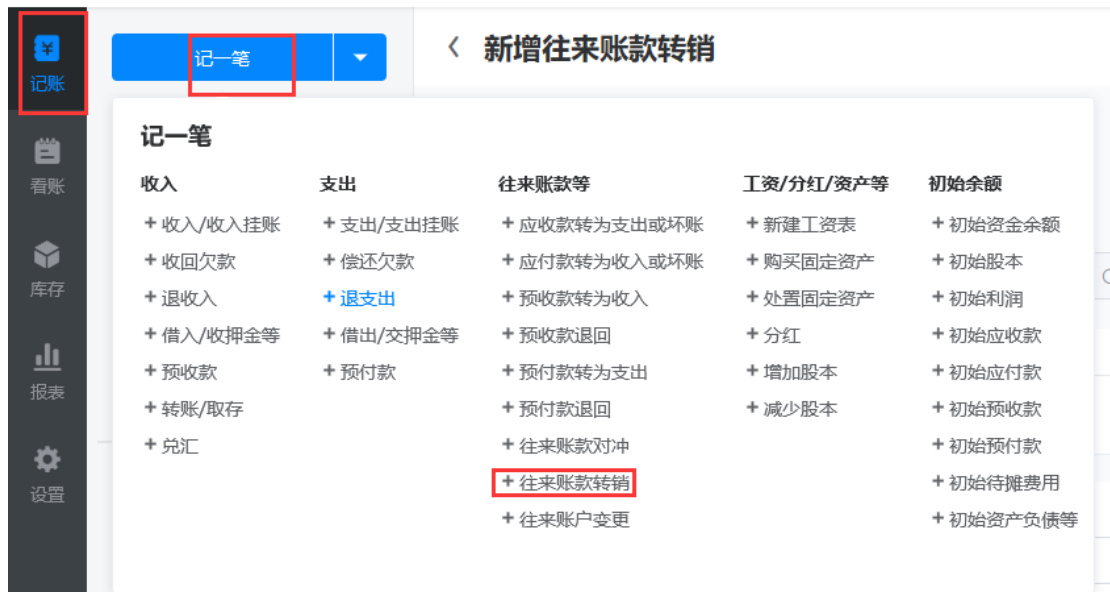 记账
看账
库存
报表
设置
记一笔
新增往来账款转销
记一笔
收入
+ 收入/收入挂账
+ 收回欠款
+ 退收入
+ 借入/收押金等
+ 预收款
+ 转账/取存
+ 兑汇
支出
+ 支出/支出挂账
+ 偿还欠款
+ 退支出
+ 借出/交押金等
+ 预付款
往来账款等
+ 应收款转为支出或坏账
+ 应付款转为收入或坏账
+ 预收款转为收入
+ 预收款退回
+ 预付款转为支出
+ 预付款退回
+ 往来账款对冲
+ 往来账款转销
+ 往来账户变更
工资/分红/资产等
+ 新建工资表
+ 购买固定资产
+ 处置固定资产
+ 分红
+ 增加股本
+ 减少股本
初始余额
+ 初始资金余额
+ 初始股本
+ 初始利润
+ 初始应收款
+ 初始应付款
+ 初始预收款
+ 初始预付款
+ 初始待摊费用
+ 初始资产负债等